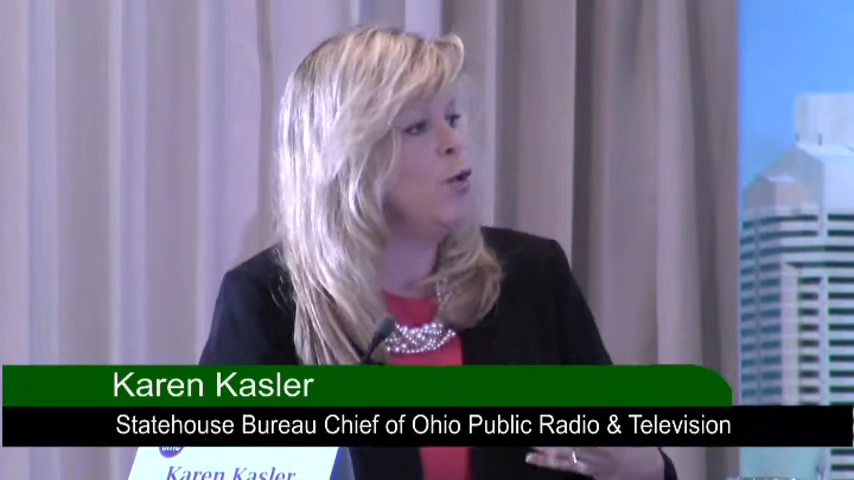 Karen Kasler
Statehouse Bureau Chief of Ohio Public Radio & Television
Karen Kasler